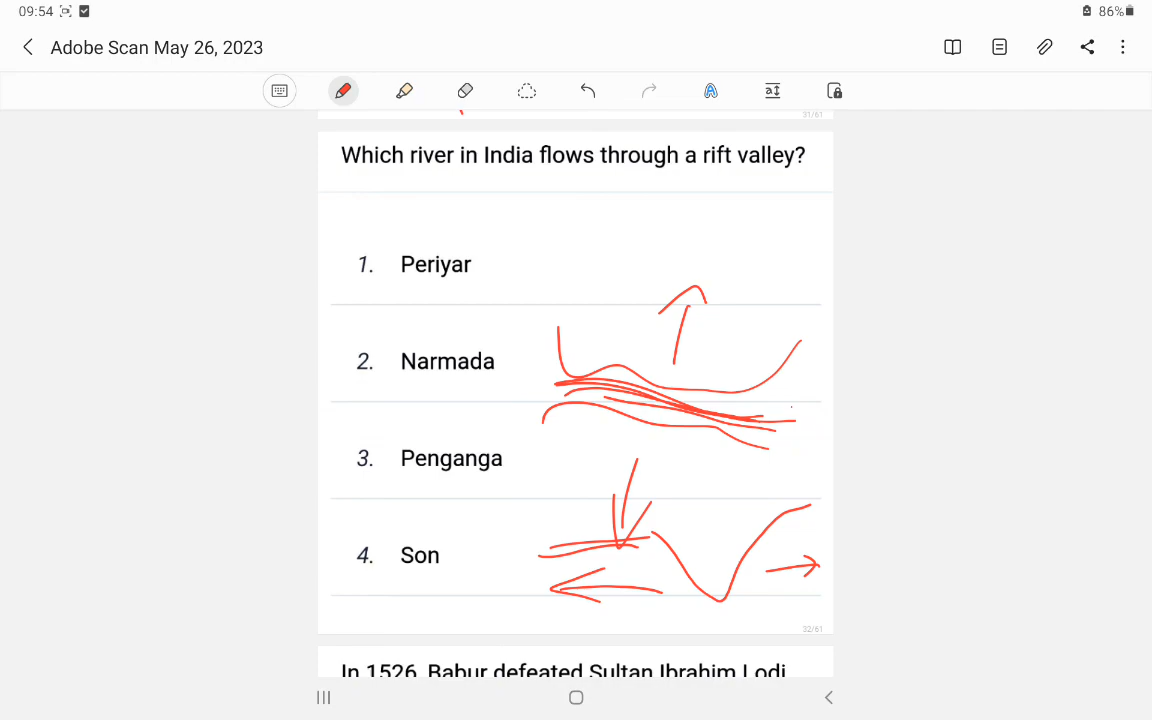 09:54
86%
Adobe Scan May 26, 2023
31/61
Which river in India flows through a rift valley?
1. Periyar
2. Narmada
3. Penganga
4. Son
32/61
In 1526, Babur defeated Sultan Ibrahim Lodi